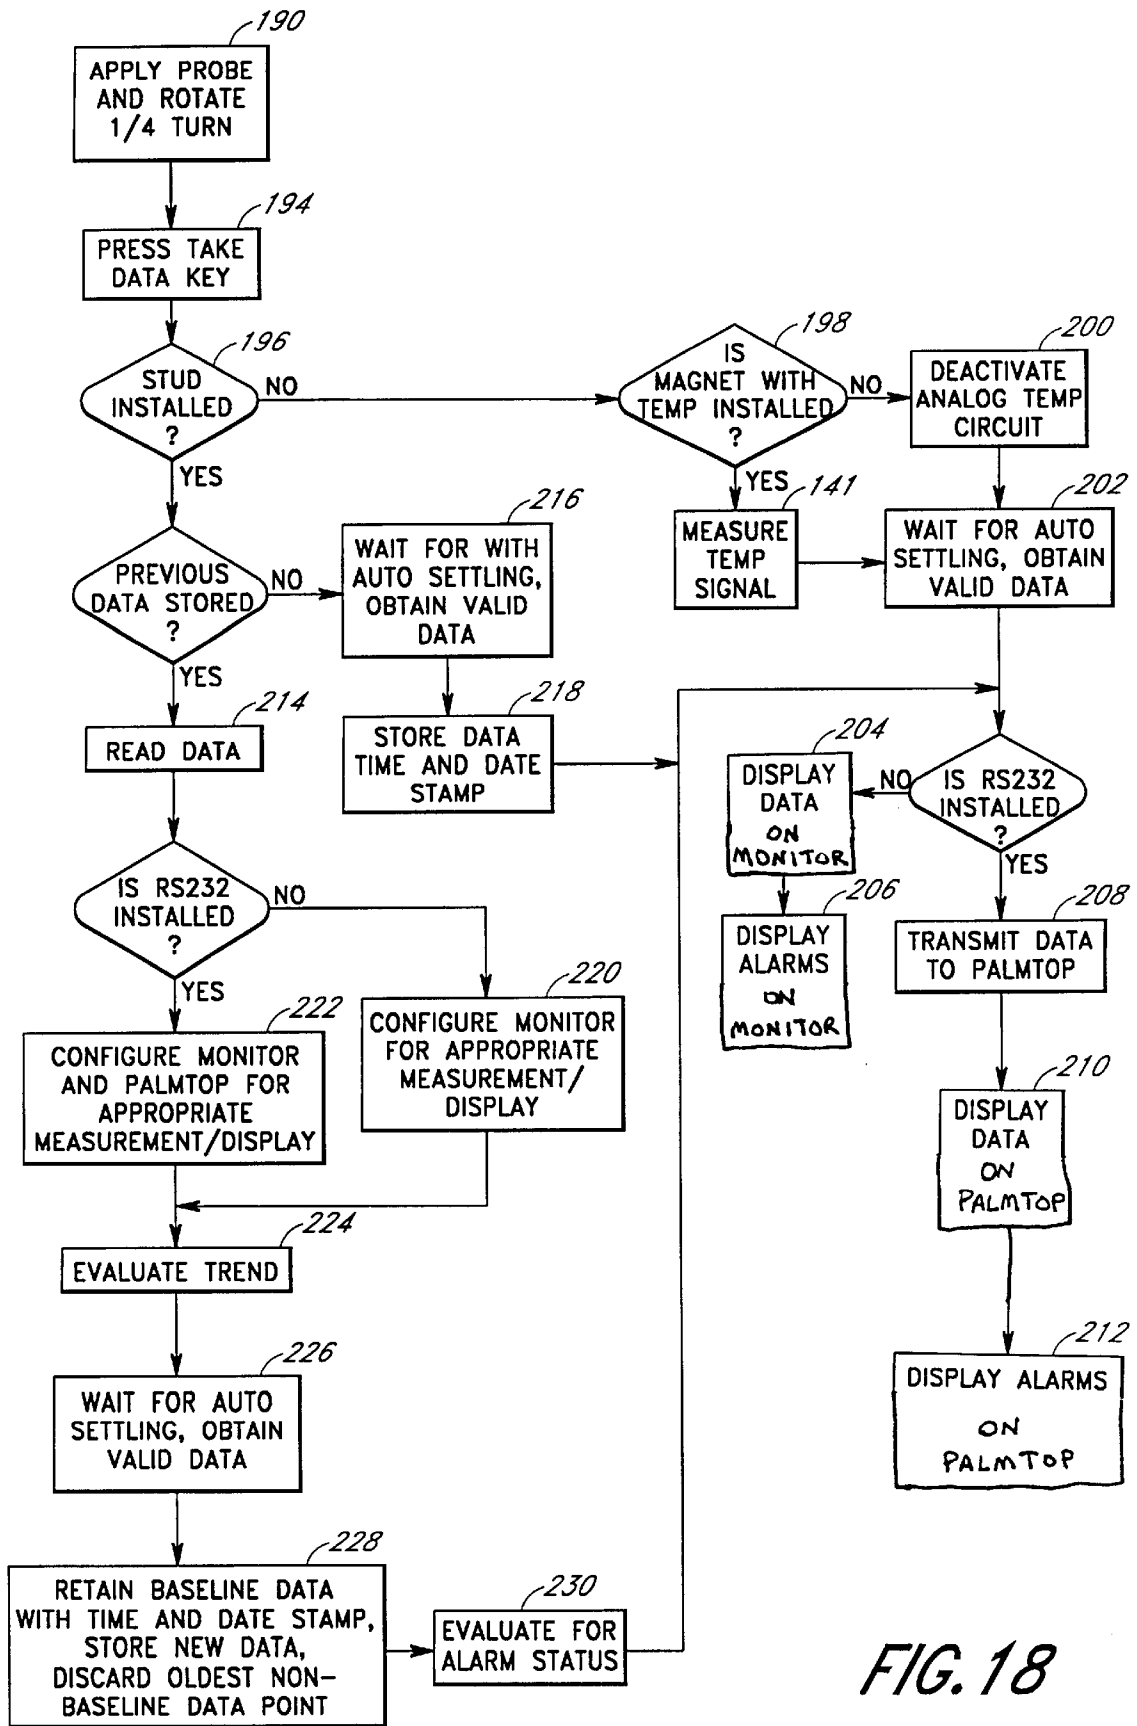 190
APPLY PROBE
AND ROTATE
1/4 TURN
194
PRESS TAKE
DATA KEY
196
STUD
INSTALLED
?
NO
YES
198
IS
MAGNET WITH
TEMP INSTALLED
?
NO
YES
200
DEACTIVATE
ANALOG TEMP
CIRCUIT
141
MEASURE
TEMP
SIGNAL
202
WAIT FOR AUTO
SETTLING, OBTAIN
VALID DATA
PREVIOUS
DATA STORED
?
NO
YES
216
WAIT FOR WITH
AUTO SETTLING,
OBTAIN VALID
DATA
218
STORE DATA
TIME AND DATE
STAMP
214
READ DATA
IS RS232
INSTALLED
?
NO
YES
204
DISPLAY
DATA
ON
MONITOR
206
DISPLAY
ALARMS
ON
MONITOR
IS RS232
INSTALLED
?
NO
YES
208
TRANSMIT DATA
TO PALMTOP
210
DISPLAY
DATA
ON
PALMTOP
212
DISPLAY ALARMS
ON
PALMTOP
222
CONFIGURE MONITOR
AND PALMTOP FOR
APPROPRIATE
MEASUREMENT/DISPLAY
220
CONFIGURE MONITOR
FOR APPROPRIATE
MEASUREMENT/
DISPLAY
224
EVALUATE TREND
226
WAIT FOR AUTO
SETTLING, OBTAIN
VALID DATA
228
RETAIN BASELINE DATA
WITH TIME AND DATE STAMP,
STORE NEW DATA,
DISCARD OLDEST NON-
BASELINE DATA POINT
230
EVALUATE FOR
ALARM STATUS
FIG. 18